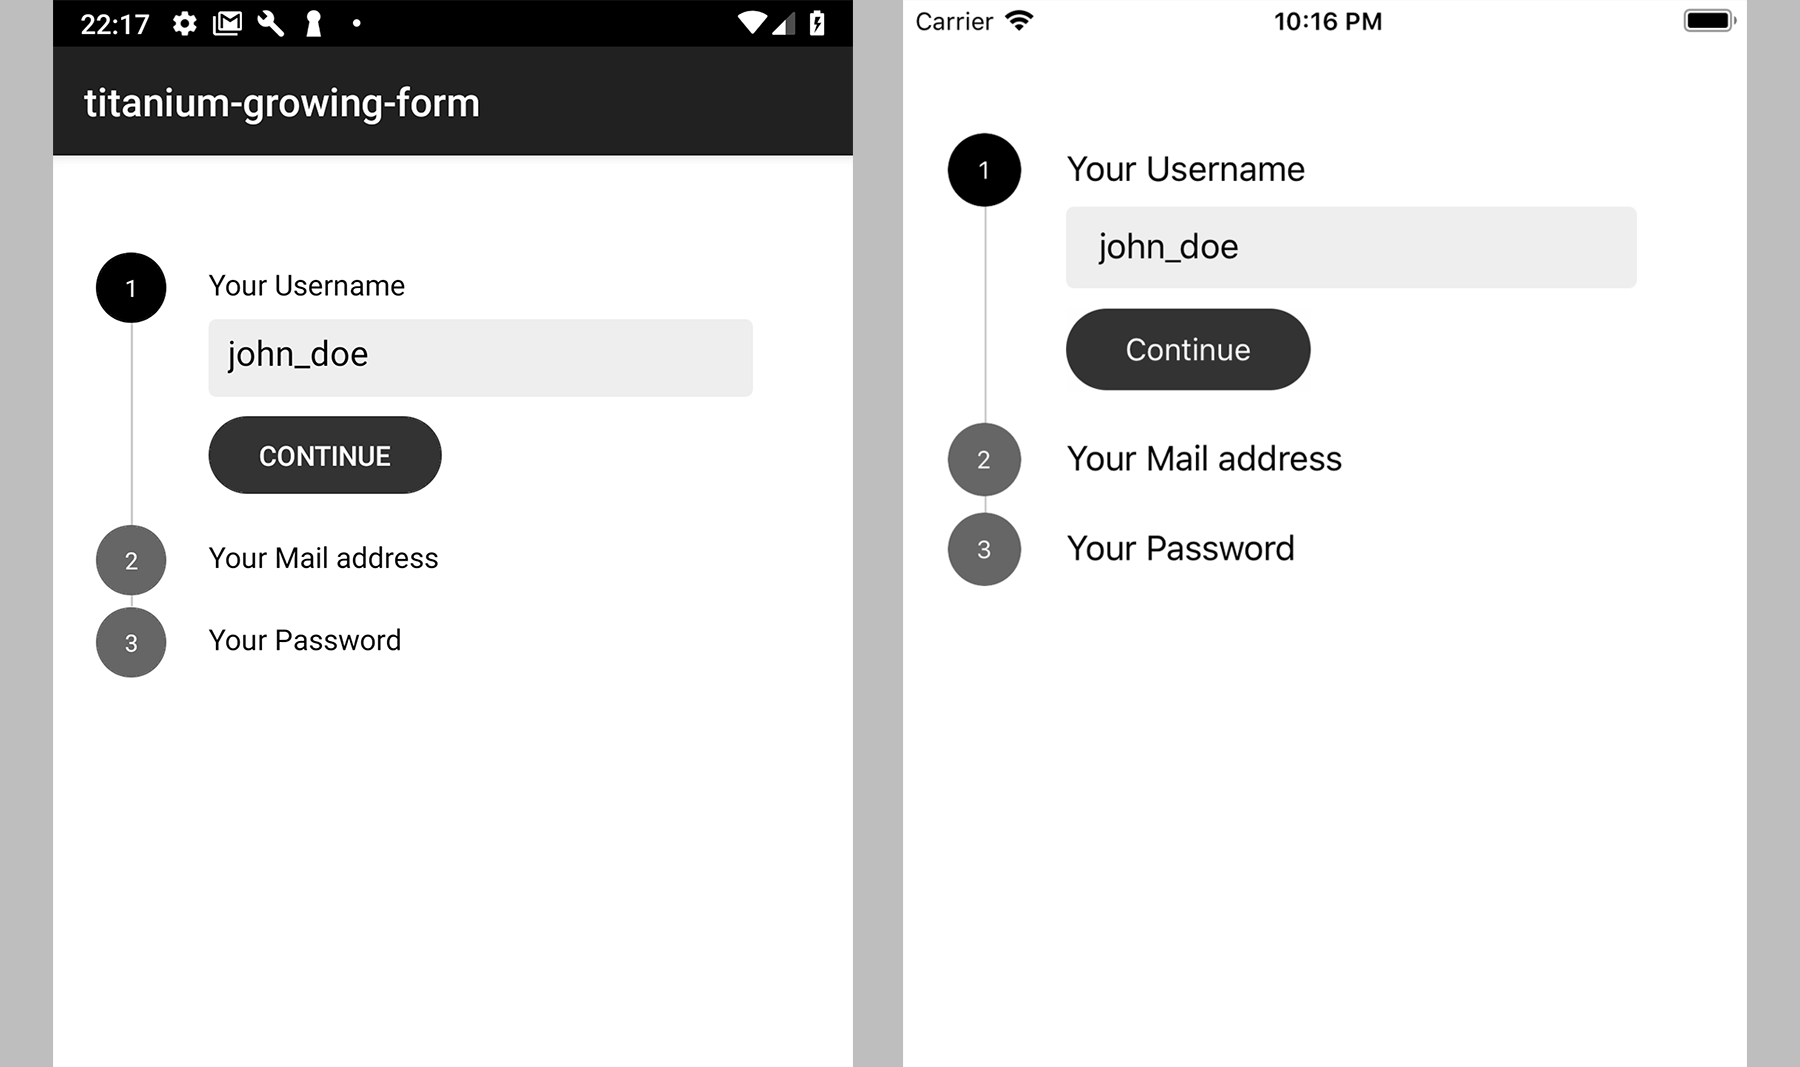 22:17
titanium-growing-form
1
Your Username
john_doe
CONTINUE
2
Your Mail address
3
Your Password
Carrier
10:16 PM
1
Your Username
john_doe
Continue
2
Your Mail address
3
Your Password